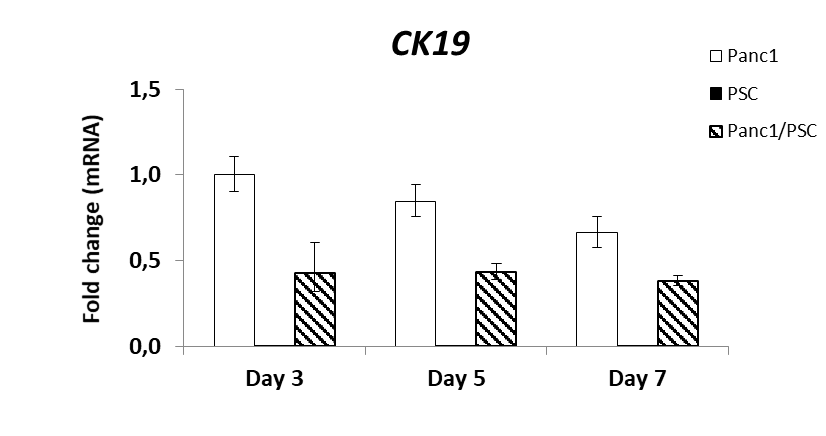 CK19
Panc1
PSC
Panc1/PSC
Fold change (mRNA)
1,5
1,0
0,5
0,0
Day 3
Day 5
Day 7